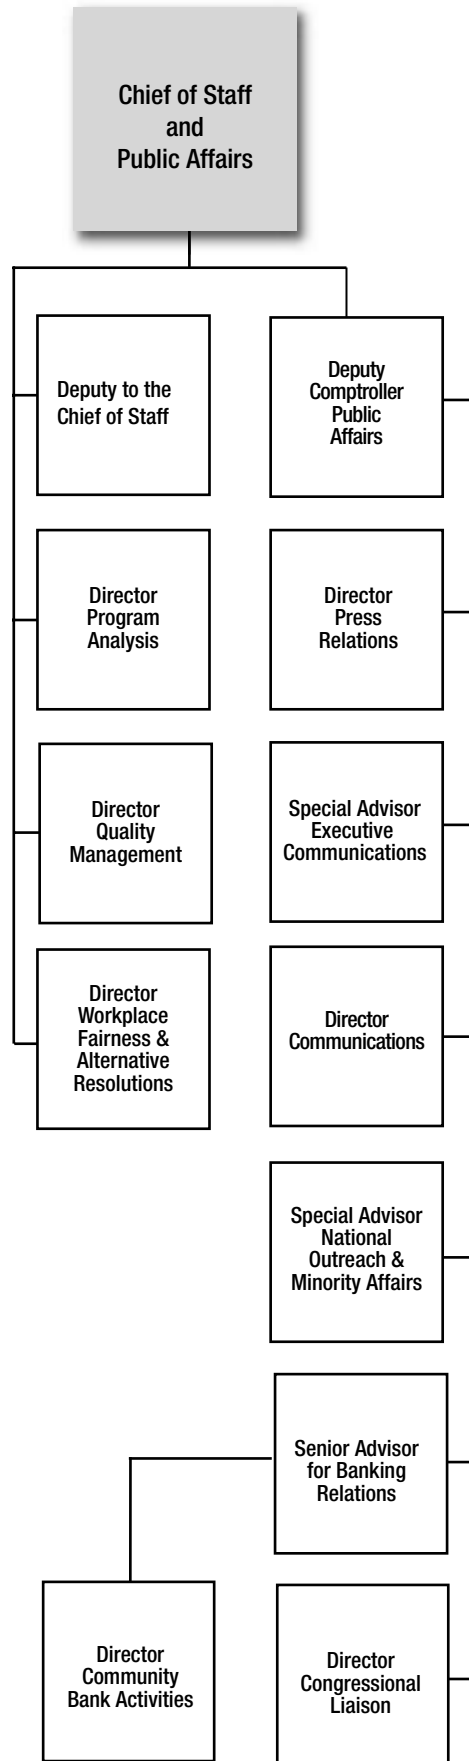 Chief of Staff
and
Public Affairs
Deputy to the
Chief of Staff
Deputy
Comptroller
Public
Affairs
Director
Program
Analysis
Director
Press
Relations
Director
Quality
Management
Special Advisor
Executive
Communications
Director
Workplace
Fairness &
Alternative
Resolutions
Director
Communications
Special Advisor
National
Outreach &
Minority Affairs
Senior Advisor
for Banking
Relations
Director
Community
Bank Activities
Director
Congressional
Liaison